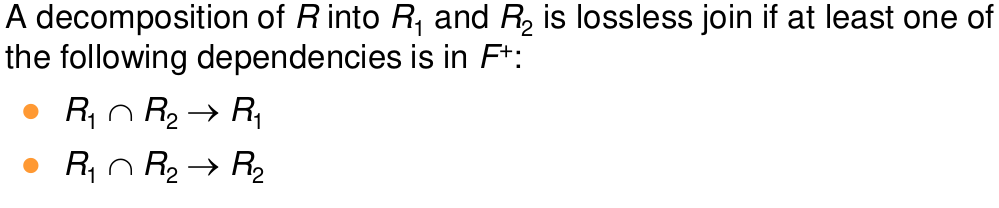 A decomposition of R into R₁ and R₂ is lossless join if at least one of
the following dependencies is in F⁺:
● R₁ ∩ R₂ → R₁
● R₁ ∩ R₂ → R₂